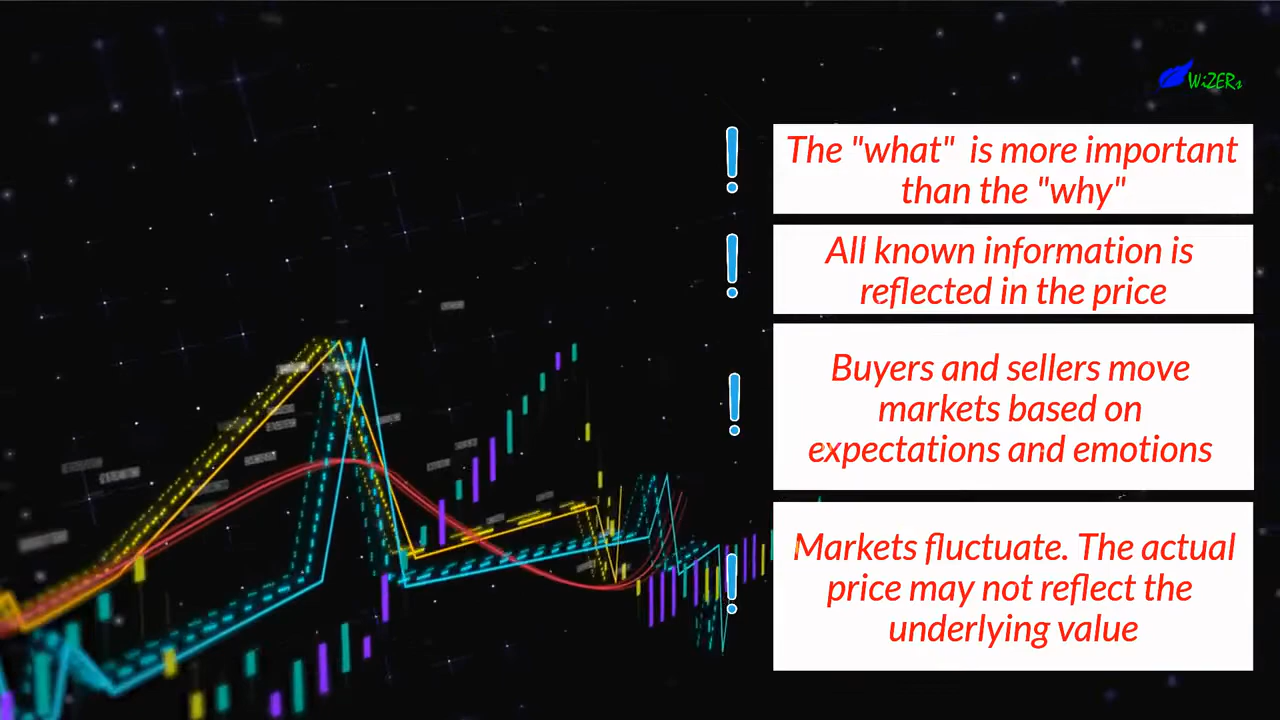 WiZERs
The "what" is more important
than the "why"
All known information is
reflected in the price
Buyers and sellers move
markets based on
expectations and emotions
Markets fluctuate. The actual
price may not reflect the
underlying value